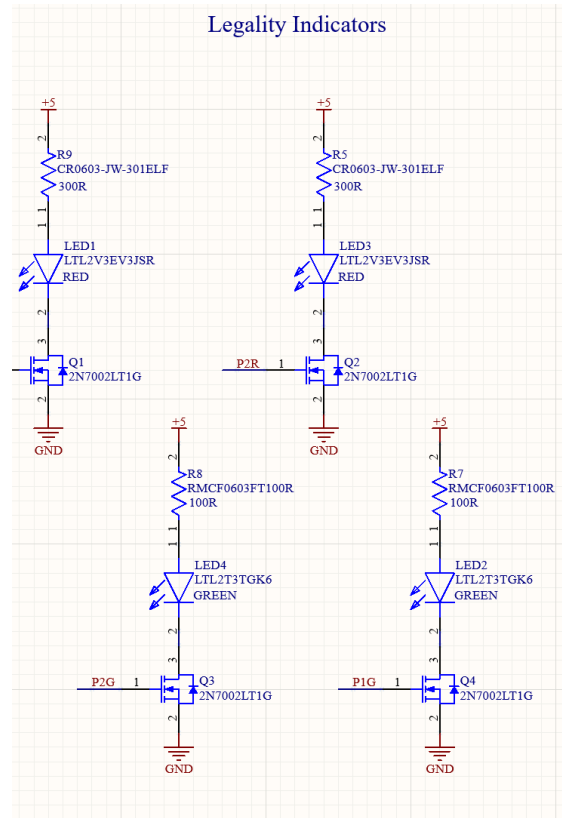 Legality Indicators
+5
2
R9
CR0603-JW-301ELF
300R
1
1
LED1
LTL2V3EV3JSR
RED
2
3
Q1
2N7002LT1G
2
GND
+5
2
R5
CR0603-JW-301ELF
300R
1
1
LED3
LTL2V3EV3JSR
RED
2
3
P2R
1
Q2
2N7002LT1G
2
GND
+5
2
R8
RMCF0603FT100R
100R
1
1
LED4
LTL2T3TGK6
GREEN
2
3
P2G
1
Q3
2N7002LT1G
2
GND
+5
2
R7
RMCF0603FT100R
100R
1
1
LED2
LTL2T3TGK6
GREEN
2
3
P1G
1
Q4
2N7002LT1G
2
GND